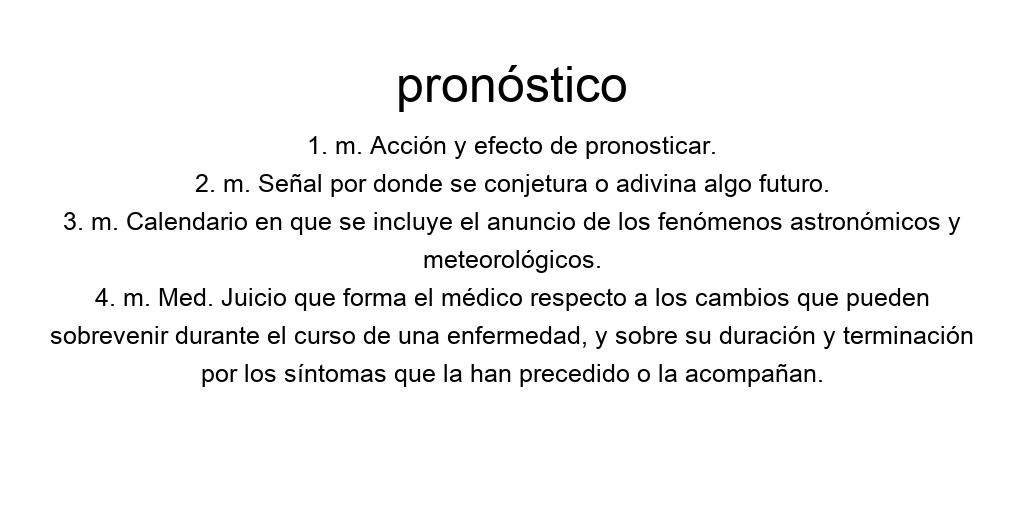 pronóstico
1. m. Acción y efecto de pronosticar.
2. m. Señal por donde se conjetura o adivina algo futuro.
3. m. Calendario en que se incluye el anuncio de los fenómenos astronómicos y
meteorológicos.
4. m. Med. Juicio que forma el médico respecto a los cambios que pueden
sobrevenir durante el curso de una enfermedad, y sobre su duración y terminación
por los síntomas que la han precedido o la acompañan.